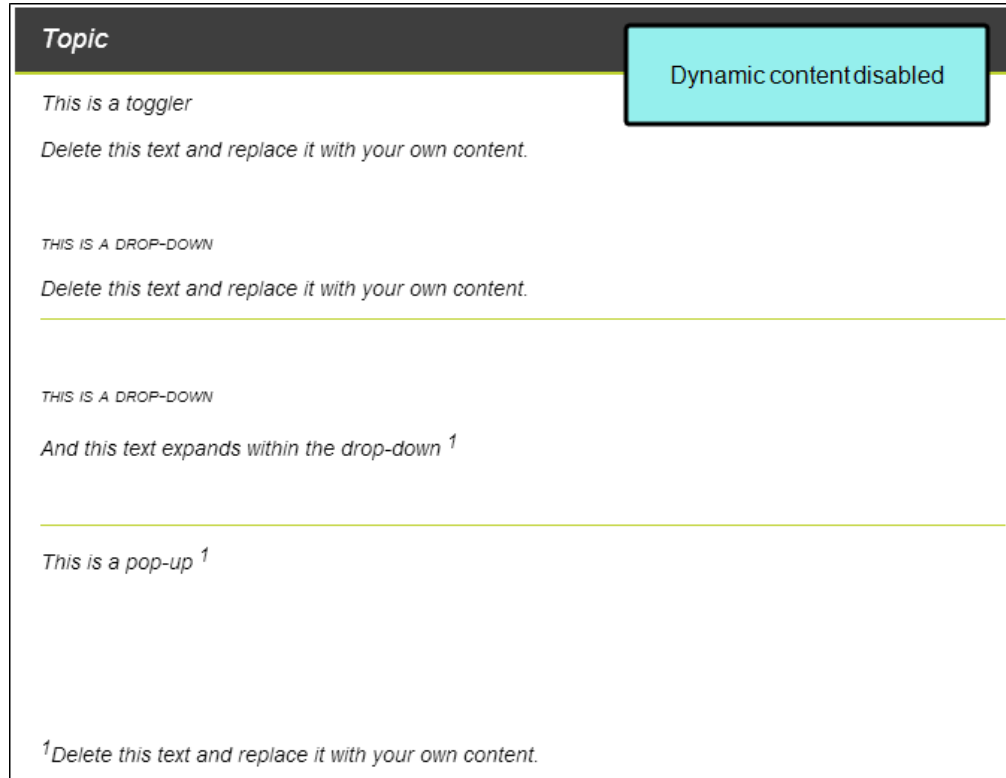 Topic
Dynamic content disabled
This is a toggler
Delete this text and replace it with your own content.
THIS IS A DROP-DOWN
Delete this text and replace it with your own content.
THIS IS A DROP-DOWN
And this text expands within the drop-down 1
This is a pop-up 1
1Delete this text and replace it with your own content.